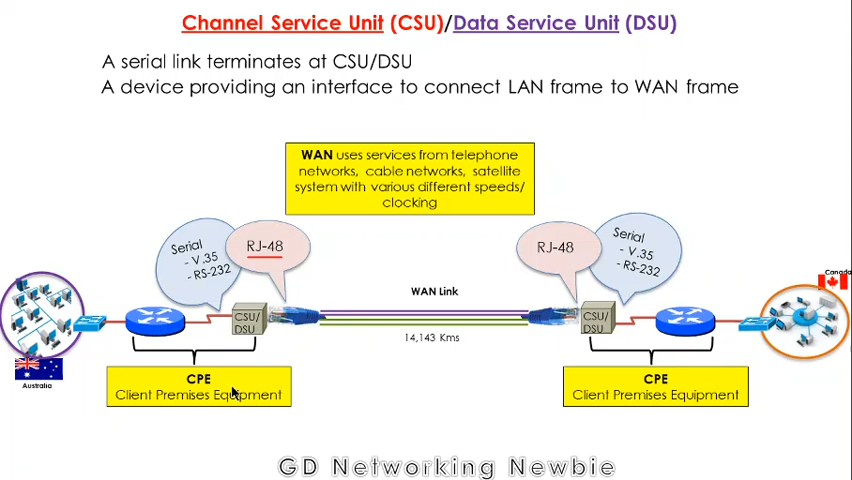 Channel Service Unit (CSU)/Data Service Unit (DSU)
A serial link terminates at CSU/DSU
A device providing an interface to connect LAN frame to WAN frame
WAN uses services from telephone
networks, cable networks, satellite
system with various different speeds/
clocking
Serial
- V.35
- RS-232
RJ-48
RJ-48
Serial
- V.35
- RS-232
Canada
WAN Link
CSU/
DSU
CSU/
DSU
14,143 Kms
Australia
CPE
Client Premises Equipment
CPE
Client Premises Equipment
GD Networking Newbie